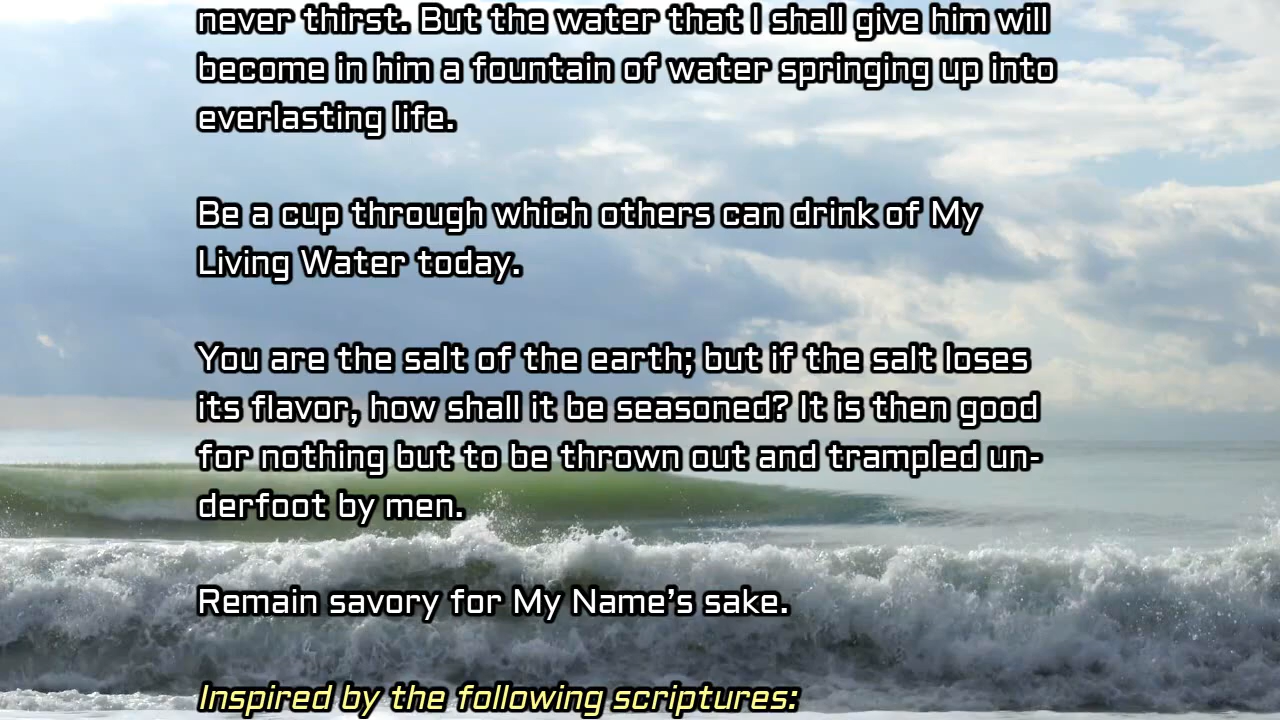 never thirst. But the water that I shall give him will
become in him a fountain of water springing up into
everlasting life.
Be a cup through which others can drink of My
Living Water today.
You are the salt of the earth; but if the salt loses
its flavor, how shall it be seasoned? It is then good
for nothing but to be thrown out and trampled un-
derfoot by men.
Remain savory for My Name’s sake.
Inspired by the following scriptures: